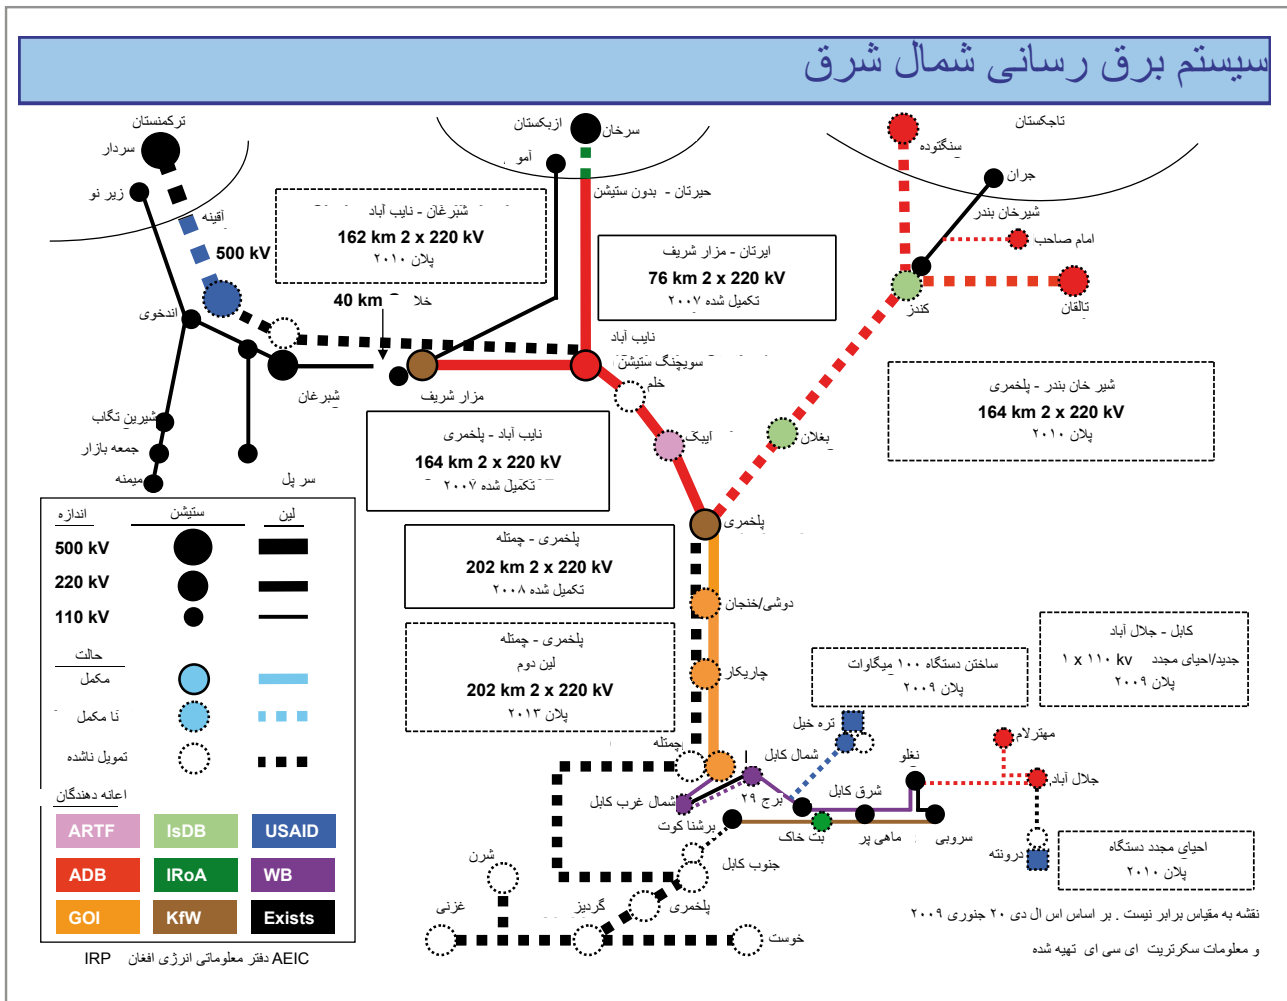 سیستم برق رسانی شمال شرق
ترکمنستان
سردار
زیر نو
آقینه
500 kV
اندخوی
شیرین تگاب
جمعه بازار
میمنه
سر پل
شبرغان
ازبکستان
سرخان
آمو
حیرتان - بدون ستیشن
شبرغان - نایب آباد
162 km 2 x 220 kV
پلان ۲۰۱۰
40 km
خلا
مزار شریف
ایرتان - مزار شریف
76 km 2 x 220 kV
تکمیل شده ۲۰۰۷
نایب آباد
سویچنگ ستیشن
خلم
آیبک
تاجکستان
سنگتوده
جران
شیرخان بندر
امام صاحب
کندز
تالقان
بغلان
شیر خان بندر - پلخمری
164 km 2 x 220 kV
پلان ۲۰۱۰
نایب آباد - پلخمری
164 km 2 x 220 kV
تکمیل شده ۲۰۰۷
پلخمری
پلخمری - چمتله
202 km 2 x 220 kV
تکمیل شده ۲۰۰۸
پلخمری - چمتله
لین دوم
202 km 2 x 220 kV
پلان ۲۰۱۳
دوشی/خنجان
چاریکار
چمتله
ساختن دستگاه ۱۰۰ میگاوات
پلان ۲۰۰۹
کابل - جلال آباد
جدید/احیای مجدد ۱ x ۱۱۰ kv
پلان ۲۰۰۹
تره خیل
شمال کابل
مهترلام
جلال آباد
نغلو
شرق کابل
برج ۲۹
شمال غرب کابل
برشنا کوت
بت خاک
ماهی پر
سروبی
درونته
جنوب کابل
احیای مجدد دستگاه
پلان ۲۰۱۰
شرن
غزنی
گردیز
پلخمری
خوست
اندازه
ستیشن
لین
500 kV
220 kV
110 kV
حالت
مکمل
نا مکمل
تمویل ناشده
اعانه دهندگان
ARTF IsDB USAID
ADB IRoA WB
GOI KfW Exists
AEIC دفتر معلوماتی انرژی افغان IRP
نقشه به مقیاس برابر نیست . بر اساس اس ال دی ۲۰ جنوری ۲۰۰۹
و معلومات سکرتریت ای سی ای تهیه شده